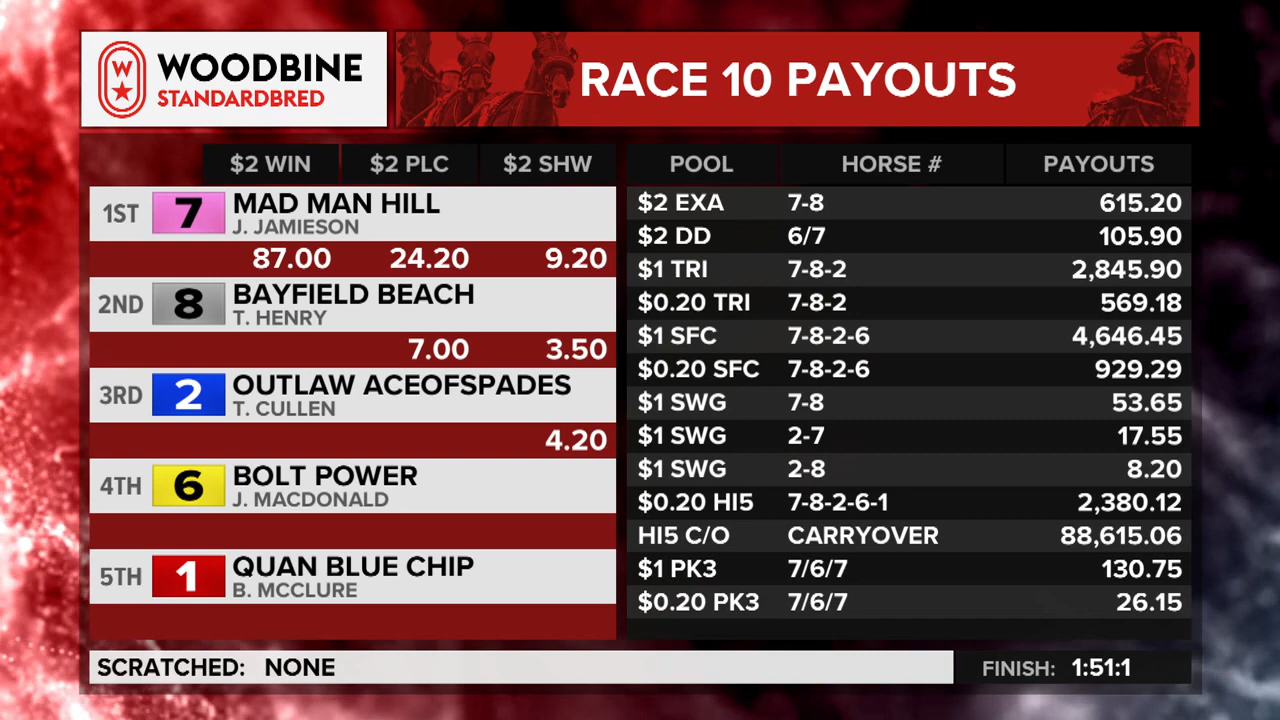 W
WOODBINE
STANDARDBRED
RACE 10 PAYOUTS
$2 WIN $2 PLC $2 SHW
1ST 7 MAD MAN HILL
J. JAMIESON
87.00 24.20 9.20
2ND 8 BAYFIELD BEACH
T. HENRY
7.00 3.50
3RD 2 OUTLAW ACEOFSPADES
T. CULLEN
4.20
4TH 6 BOLT POWER
J. MACDONALD
5TH 1 QUAN BLUE CHIP
B. MCCLURE
POOL HORSE # PAYOUTS
$2 EXA 7-8 615.20
$2 DD 6/7 105.90
$1 TRI 7-8-2 2,845.90
$0.20 TRI 7-8-2 569.18
$1 SFC 7-8-2-6 4,646.45
$0.20 SFC 7-8-2-6 929.29
$1 SWG 7-8 53.65
$1 SWG 2-7 17.55
$1 SWG 2-8 8.20
$0.20 HI5 7-8-2-6-1 2,380.12
HI5 C/O CARRYOVER 88,615.06
$1 PK3 7/6/7 130.75
$0.20 PK3 7/6/7 26.15
SCRATCHED: NONE
FINISH: 1:51:1